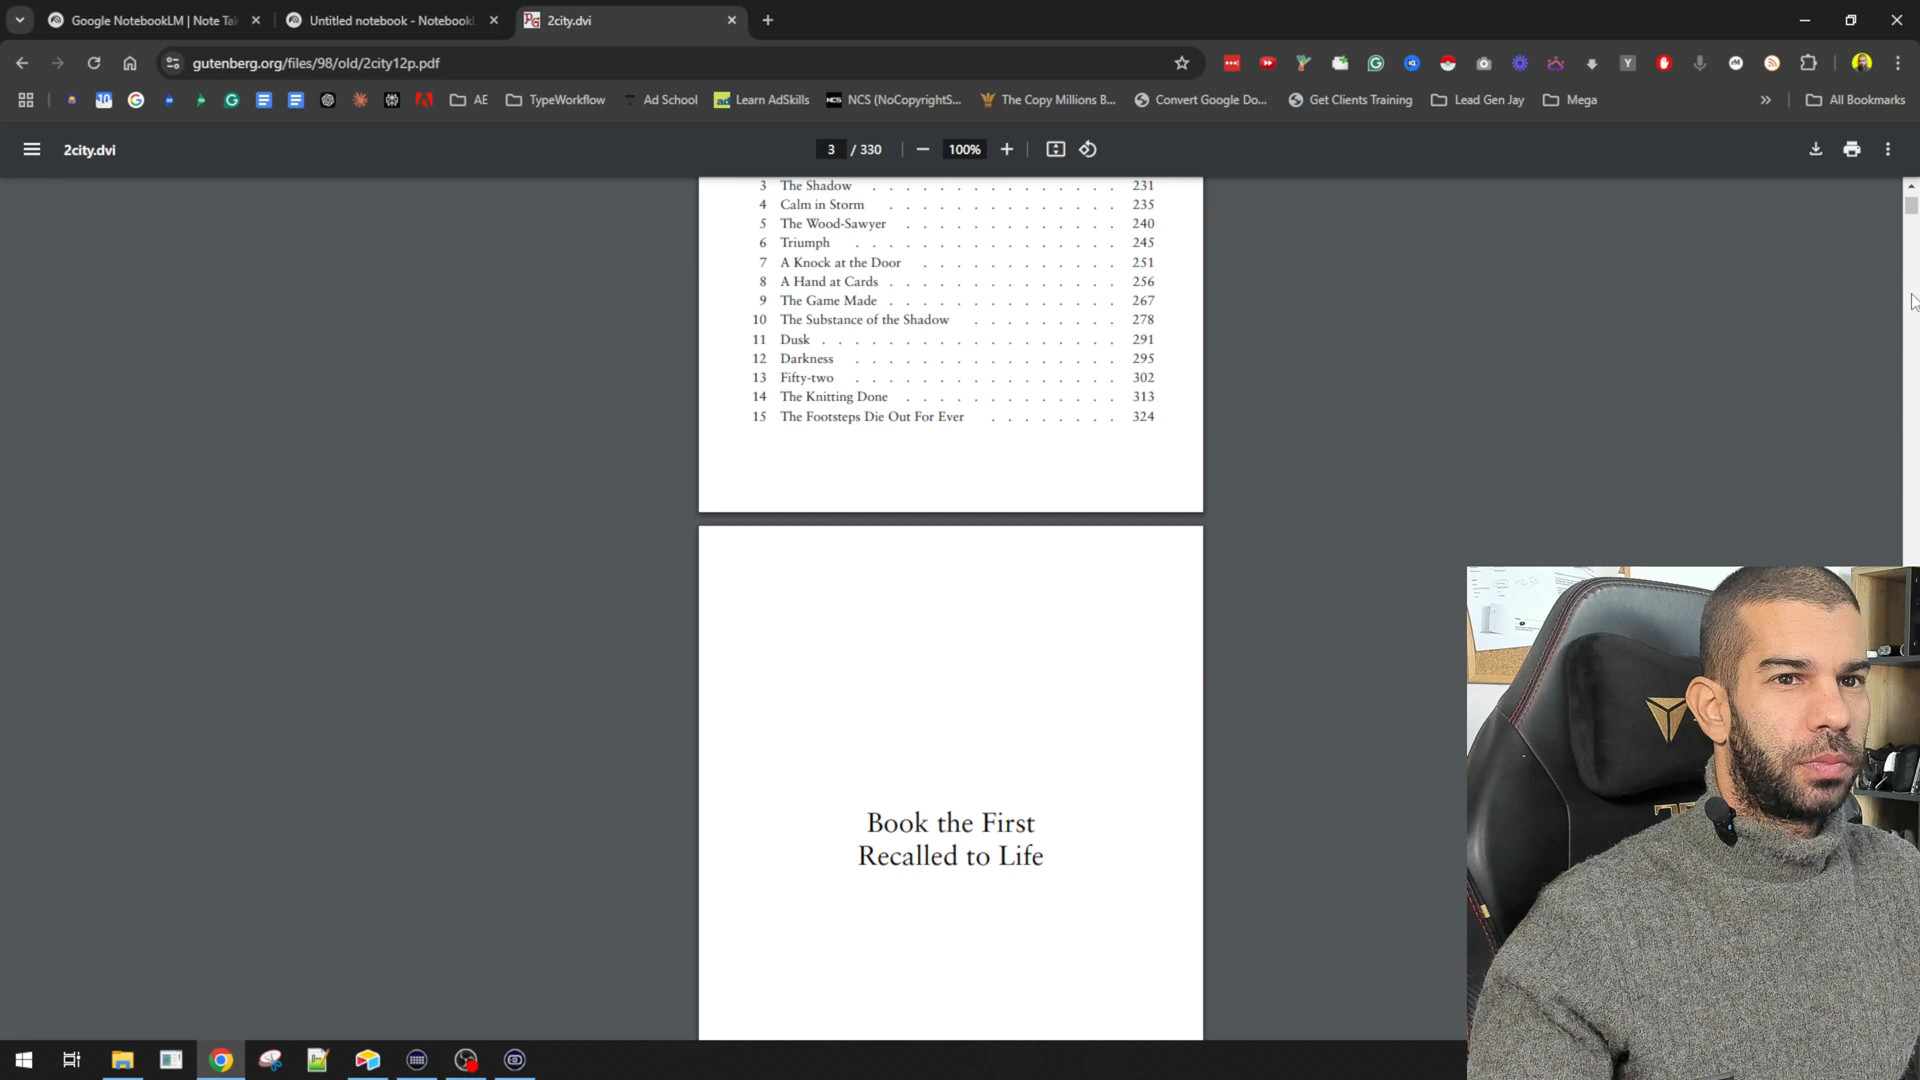 Google NotebookLM | Note Tak
Untitled notebook - NotebookL
2city.dvi
gutenberg.org/files/98/old/2city12p.pdf
AE
TypeWorkflow
Ad School
Learn AdSkills
NCS (NoCopyrightS...
The Copy Millions B...
Convert Google Do...
Get Clients Training
Lead Gen Jay
Mega
All Bookmarks
2city.dvi
3 / 330
100%
3 The Shadow . . . . . . . . . . . . . . . 231
4 Calm in Storm . . . . . . . . . . . . . . 235
5 The Wood-Sawyer . . . . . . . . . . . . . 240
6 Triumph . . . . . . . . . . . . . . . . 245
7 A Knock at the Door . . . . . . . . . . . . 251
8 A Hand at Cards . . . . . . . . . . . . . . 256
9 The Game Made . . . . . . . . . . . . . . 267
10 The Substance of the Shadow . . . . . . . . . 278
11 Dusk . . . . . . . . . . . . . . . . . . 291
12 Darkness . . . . . . . . . . . . . . . . 295
13 Fifty-two . . . . . . . . . . . . . . . . 302
14 The Knitting Done . . . . . . . . . . . . . 313
15 The Footsteps Die Out For Ever . . . . . . . . 324
Book the First
Recalled to Life